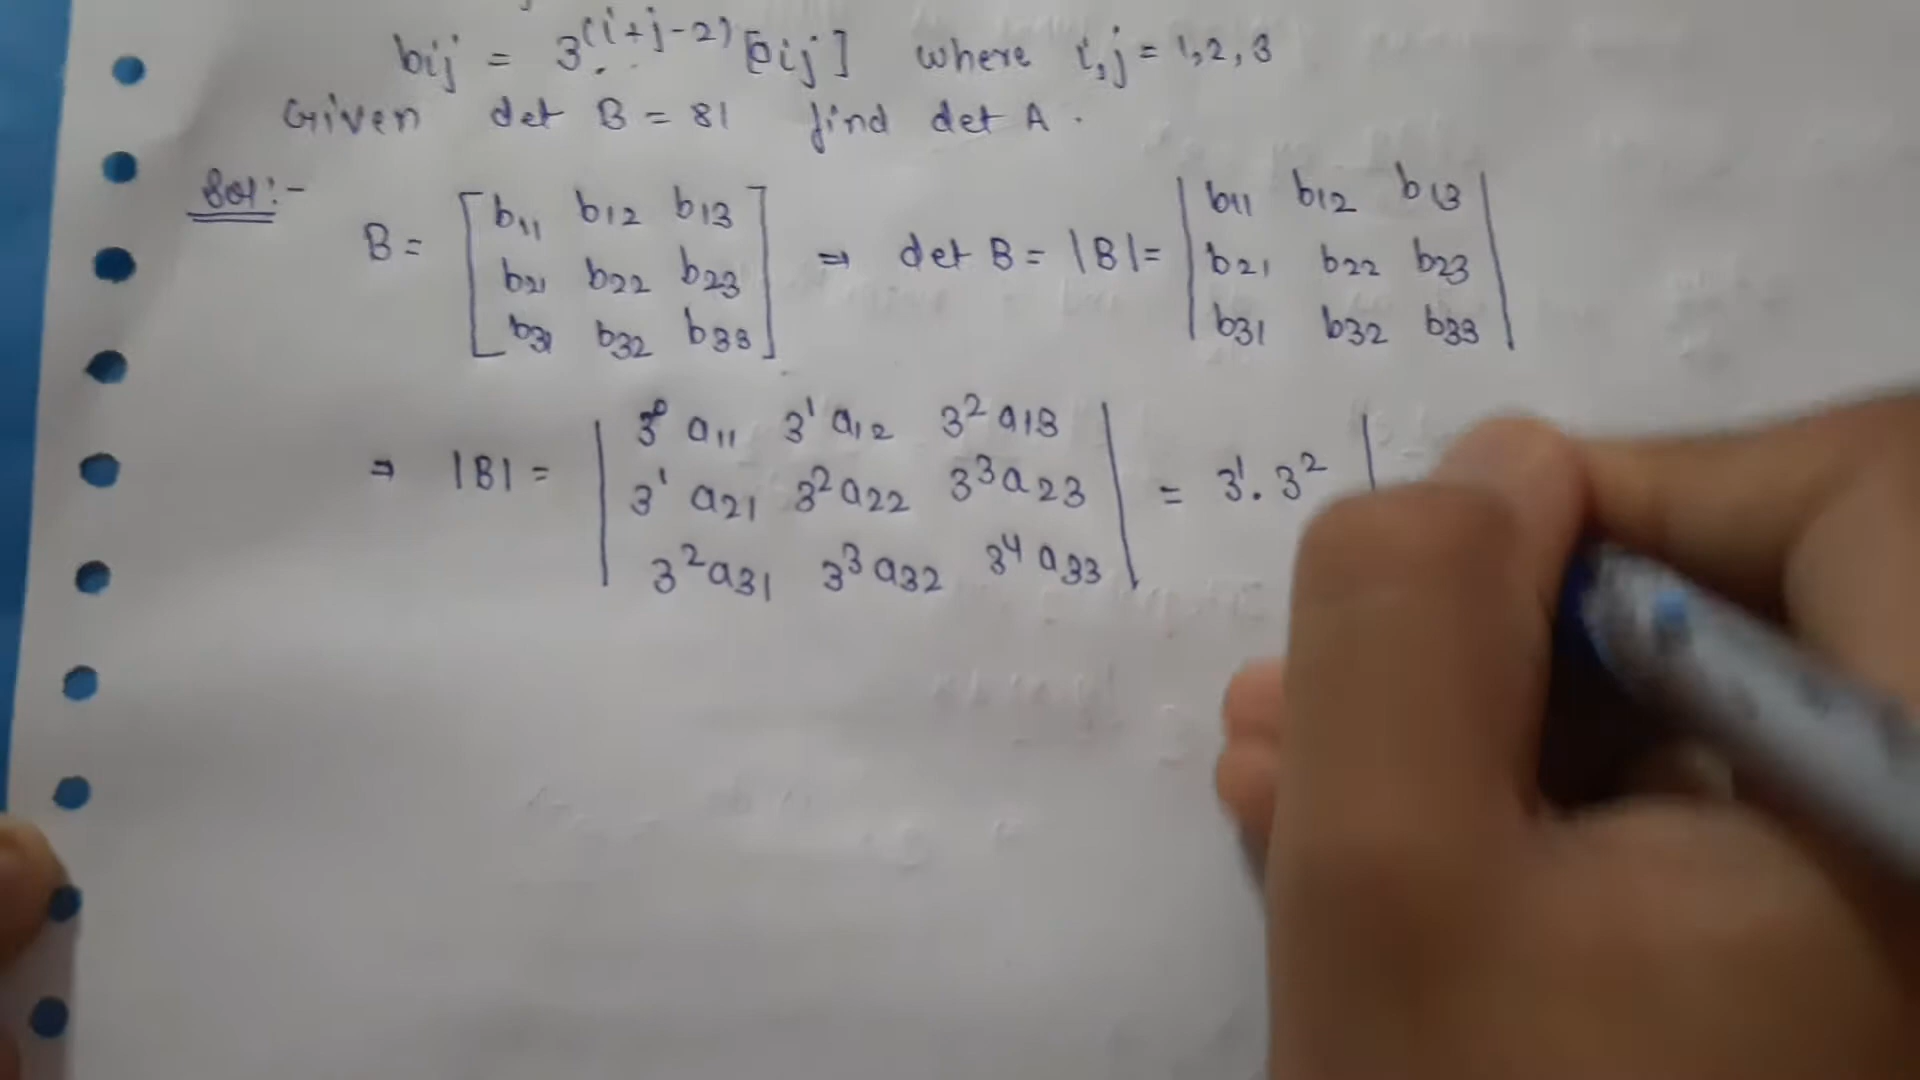 bij = 3^(i+j-2) [aij] where i,j = 1,2,3
Given det B = 81 find det A.
Sol:-
B = [b11 b12 b13 ⇒ det B = |B| = |b11 b12 b13|
b21 b22 b23 |b21 b22 b23|
b31 b32 b33] |b31 b32 b33|
⇒ |B| = |3^0 a11 3^1 a12 3^2 a13| = 3^1 . 3^2 |
|3^1 a21 3^2 a22 3^3 a23|
|3^2 a31 3^3 a32 3^4 a33|